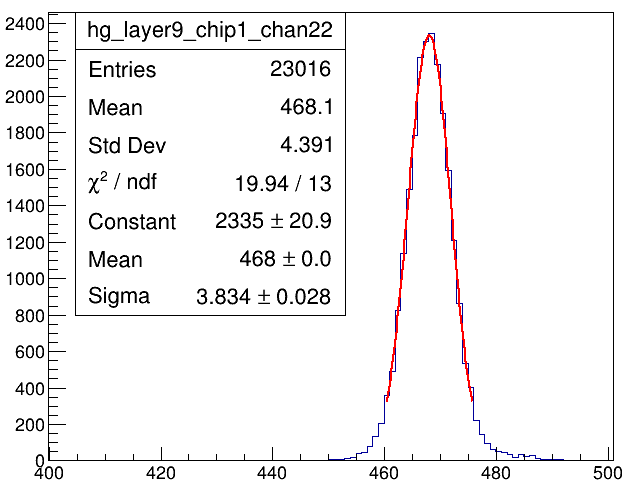 hg_layer9_chip1_chan22
Entries 23016
Mean 468.1
Std Dev 4.391
χ² / ndf 19.94 / 13
Constant 2335 ± 20.9
Mean 468 ± 0.0
Sigma 3.834 ± 0.028
2400
2200
2000
1800
1600
1400
1200
1000
800
600
400
200
0
400 420 440 460 480 500